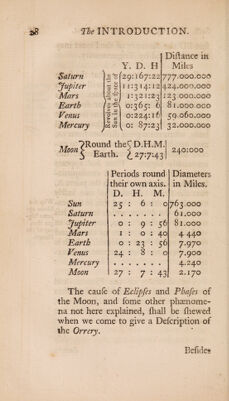 28 The INTRODUCTION.
Diſtance in
Y. D. H Miles
Revolves about the Sun in the ſpace of
Saturn 29:167:22 777.000.000
Jupiter 11:314:12 424.000.000
Mars 1:321:23 123.000.000
Earth 0:365: 6 81.000.000
Venus 0:224:16 59.000.000
Mercury 0: 87:23 32.000.000
Moon Round the Earth. D.H.M. 27:7:43 240:000
Periods round Diameters
their own axis. in Miles.
D. H. M.
Sun 25 : 6 : 0 763.000
Saturn . . . . . . . 61.000
Jupiter 0 : 9 : 56 81.000
Mars 1 : 0 : 40 4 440
Earth 0 : 23 : 56 7.970
Venus 24 : 8 : 0 7.900
Mercury . . . . . . . 4.240
Moon 27 : 7 : 43 2.170
The cauſe of Eclipſes and Phaſes of
the Moon, and ſome other phænome-
na not here explained, ſhall be ſhewed
when we come to give a Deſcription of
the Orrery.
Beſides